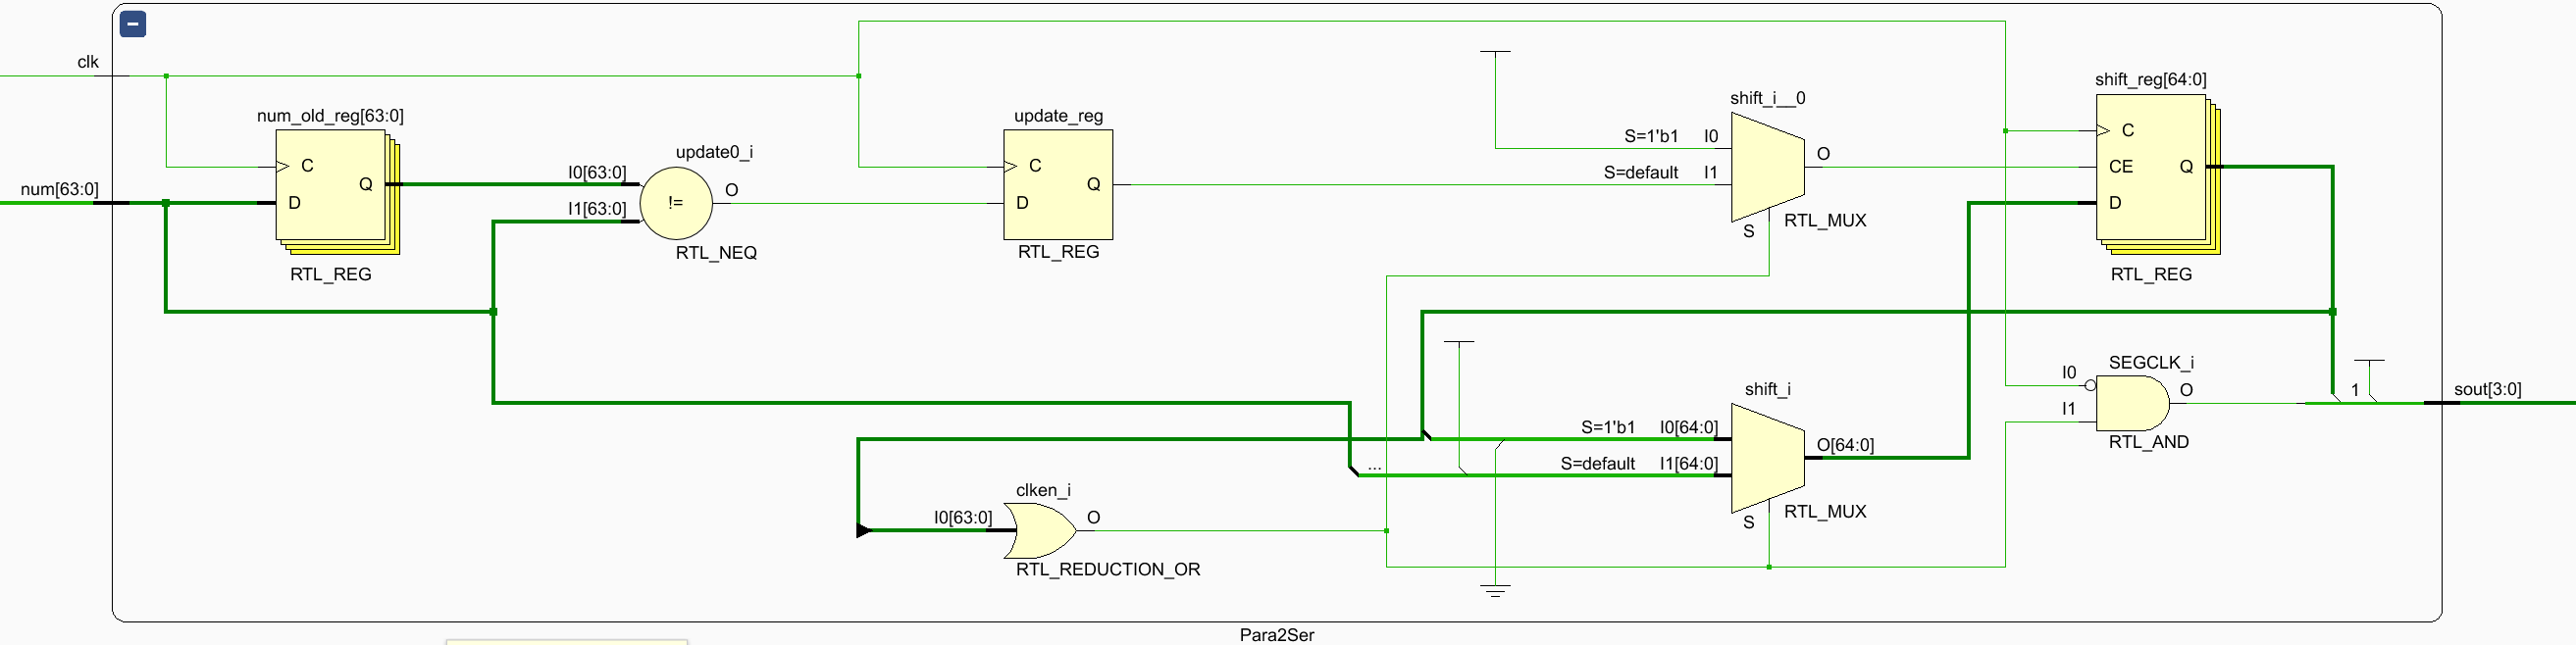 clk
num[63:0]
num_old_reg[63:0]
C
D
Q
RTL_REG
update0_i
I0[63:0]
I1[63:0]
!=
O
RTL_NEQ
update_reg
C
D
Q
RTL_REG
shift_i__0
S=1'b1 I0
S=default I1
O
S
RTL_MUX
shift_reg[64:0]
C
CE
D
Q
RTL_REG
clken_i
I0[63:0]
O
RTL_REDUCTION_OR
...
shift_i
S=1'b1 I0[64:0]
S=default I1[64:0]
O[64:0]
S
RTL_MUX
SEGCLK_i
I0
I1
O
RTL_AND
1
sout[3:0]
Para2Ser